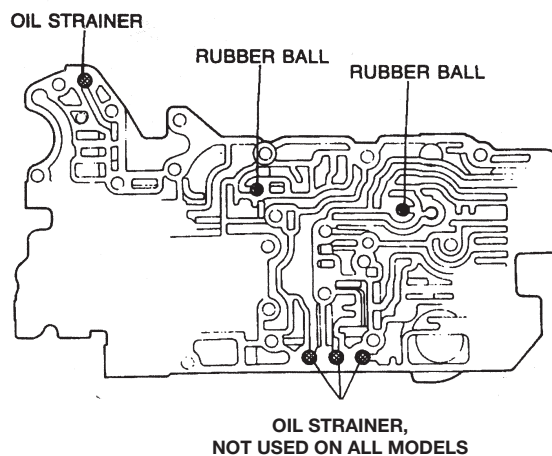 OIL STRAINER
RUBBER BALL
RUBBER BALL
OIL STRAINER,
NOT USED ON ALL MODELS